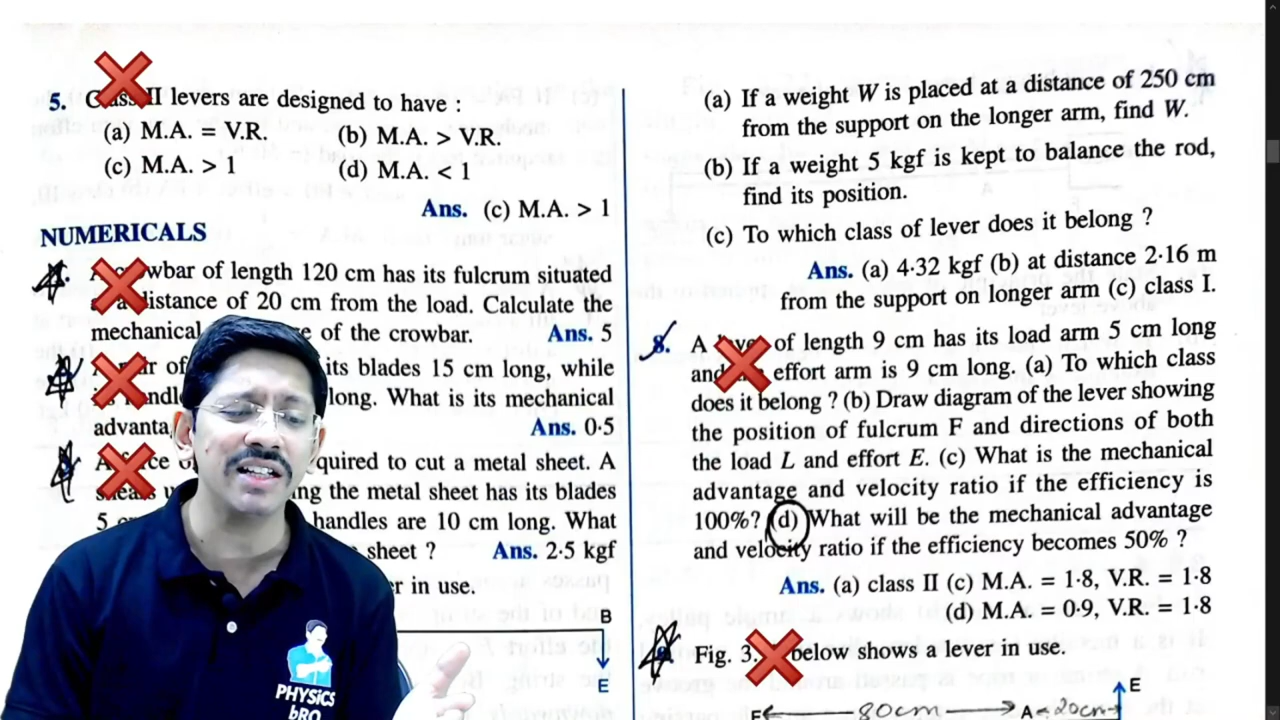 5. Class II levers are designed to have :
(a) M.A. = V.R. (b) M.A. > V.R.
(c) M.A. > 1 (d) M.A. < 1
Ans. (c) M.A. > 1
NUMERICALS
wbar of length 120 cm has its fulcrum situated
distance of 20 cm from the load. Calculate the
mechanical e of the crowbar. Ans. 5
of its blades 15 cm long, while
handle long. What is its mechanical
advanta Ans. 0·5
quired to cut a metal sheet. A
ng the metal sheet has its blades
5 handles are 10 cm long. What
sheet ? Ans. 2·5 kgf
in use.
B
E
PHYSICS
bRO
(a) If a weight W is placed at a distance of 250 cm
from the support on the longer arm, find W.
(b) If a weight 5 kgf is kept to balance the rod,
find its position.
(c) To which class of lever does it belong ?
Ans. (a) 4·32 kgf (b) at distance 2·16 m
from the support on longer arm (c) class I.
8. A lever of length 9 cm has its load arm 5 cm long
and effort arm is 9 cm long. (a) To which class
does it belong ? (b) Draw diagram of the lever showing
the position of fulcrum F and directions of both
the load L and effort E. (c) What is the mechanical
advantage and velocity ratio if the efficiency is
100%? (d) What will be the mechanical advantage
and velocity ratio if the efficiency becomes 50% ?
Ans. (a) class II (c) M.A. = 1·8, V.R. = 1·8
(d) M.A. = 0·9, V.R. = 1·8
Fig. 3. below shows a lever in use.
E
F 80cm A 20cm